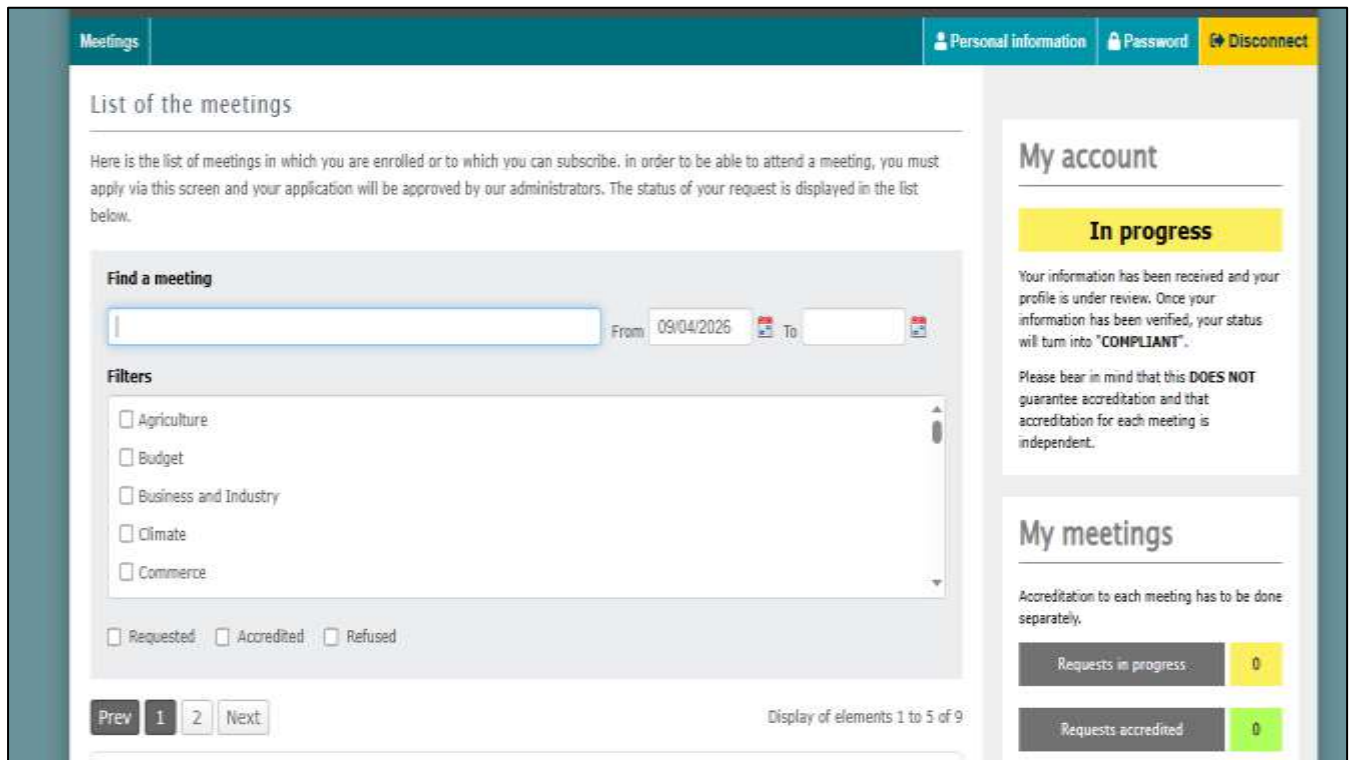 Meetings
Personal information
Password
Disconnect
List of the meetings
Here is the list of meetings in which you are enrolled or to which you can subscribe. in order to be able to attend a meeting, you must
apply via this screen and your application will be approved by our administrators. The status of your request is displayed in the list
below.
Find a meeting
From 09/04/2026 To
Filters
Agriculture
Budget
Business and Industry
Climate
Commerce
Requested Accredited Refused
Prev 1 2 Next
Display of elements 1 to 5 of 9
My account
In progress
Your information has been received and your
profile is under review. Once your
information has been verified, your status
will turn into "COMPLIANT".
Please bear in mind that this DOES NOT
guarantee accreditation and that
accreditation for each meeting is
independent.
My meetings
Accreditation to each meeting has to be done
separately.
Requests in progress 0
Requests accredited 0